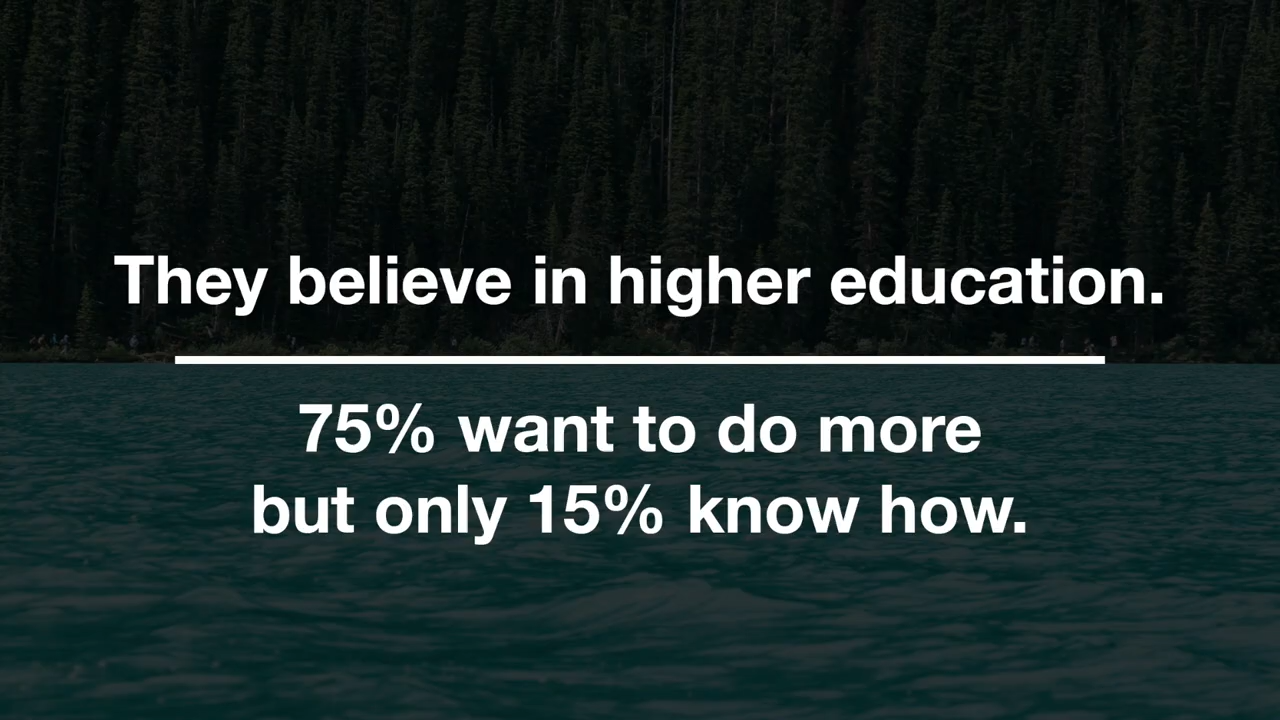 They believe in higher education.
75% want to do more
but only 15% know how.